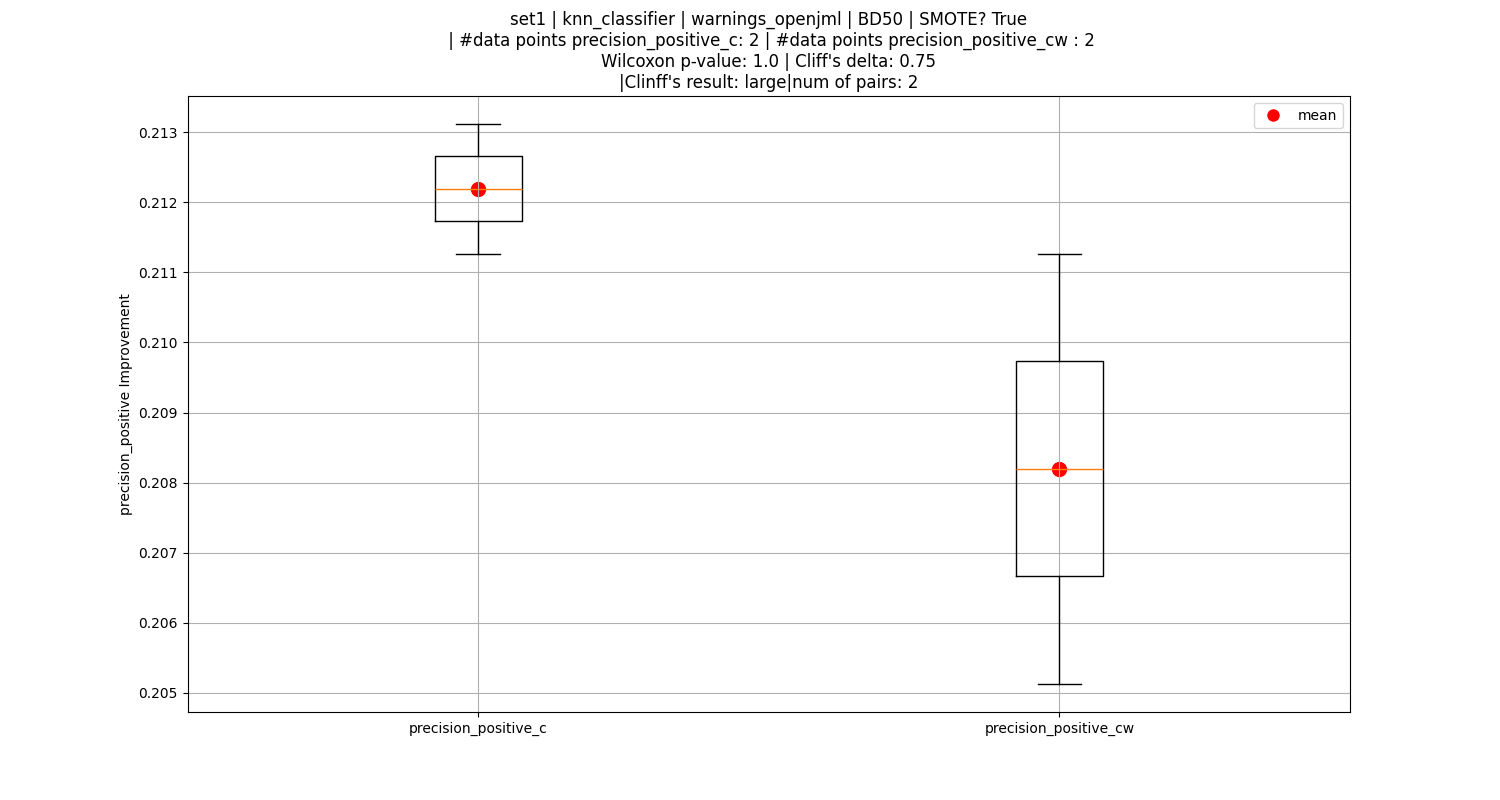 set1 | knn_classifier | warnings_openjml | BD50 | SMOTE? True
| #data points precision_positive_c: 2 | #data points precision_positive_cw : 2
Wilcoxon p-value: 1.0 | Cliff's delta: 0.75
|Clinff's result: large|num of pairs: 2
mean
0.213
0.212
0.211
0.210
0.209
0.208
0.207
0.206
0.205
precision_positive Improvement
precision_positive_c
precision_positive_cw